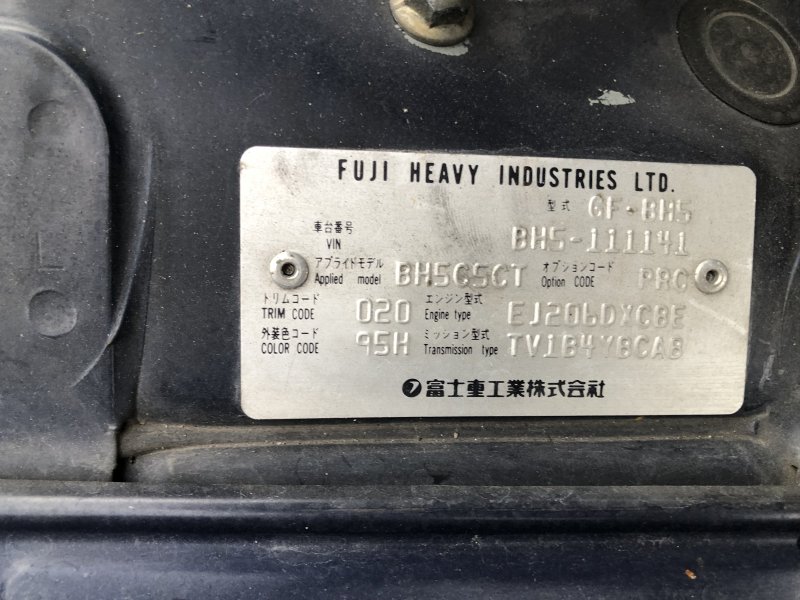 FUJI HEAVY INDUSTRIES LTD.
型式 GF-BH5
車台番号 VIN BH5-111141
アプライドモデル Applied model BH5C5CT オプションコード Option CODE RRC
トリムコード TRIM CODE 020 エンジン型式 Engine type EJ206DXCBE
外装色コード COLOR CODE 95H ミッション型式 Transmission type TV1B4YBCAB
富士重工業株式会社